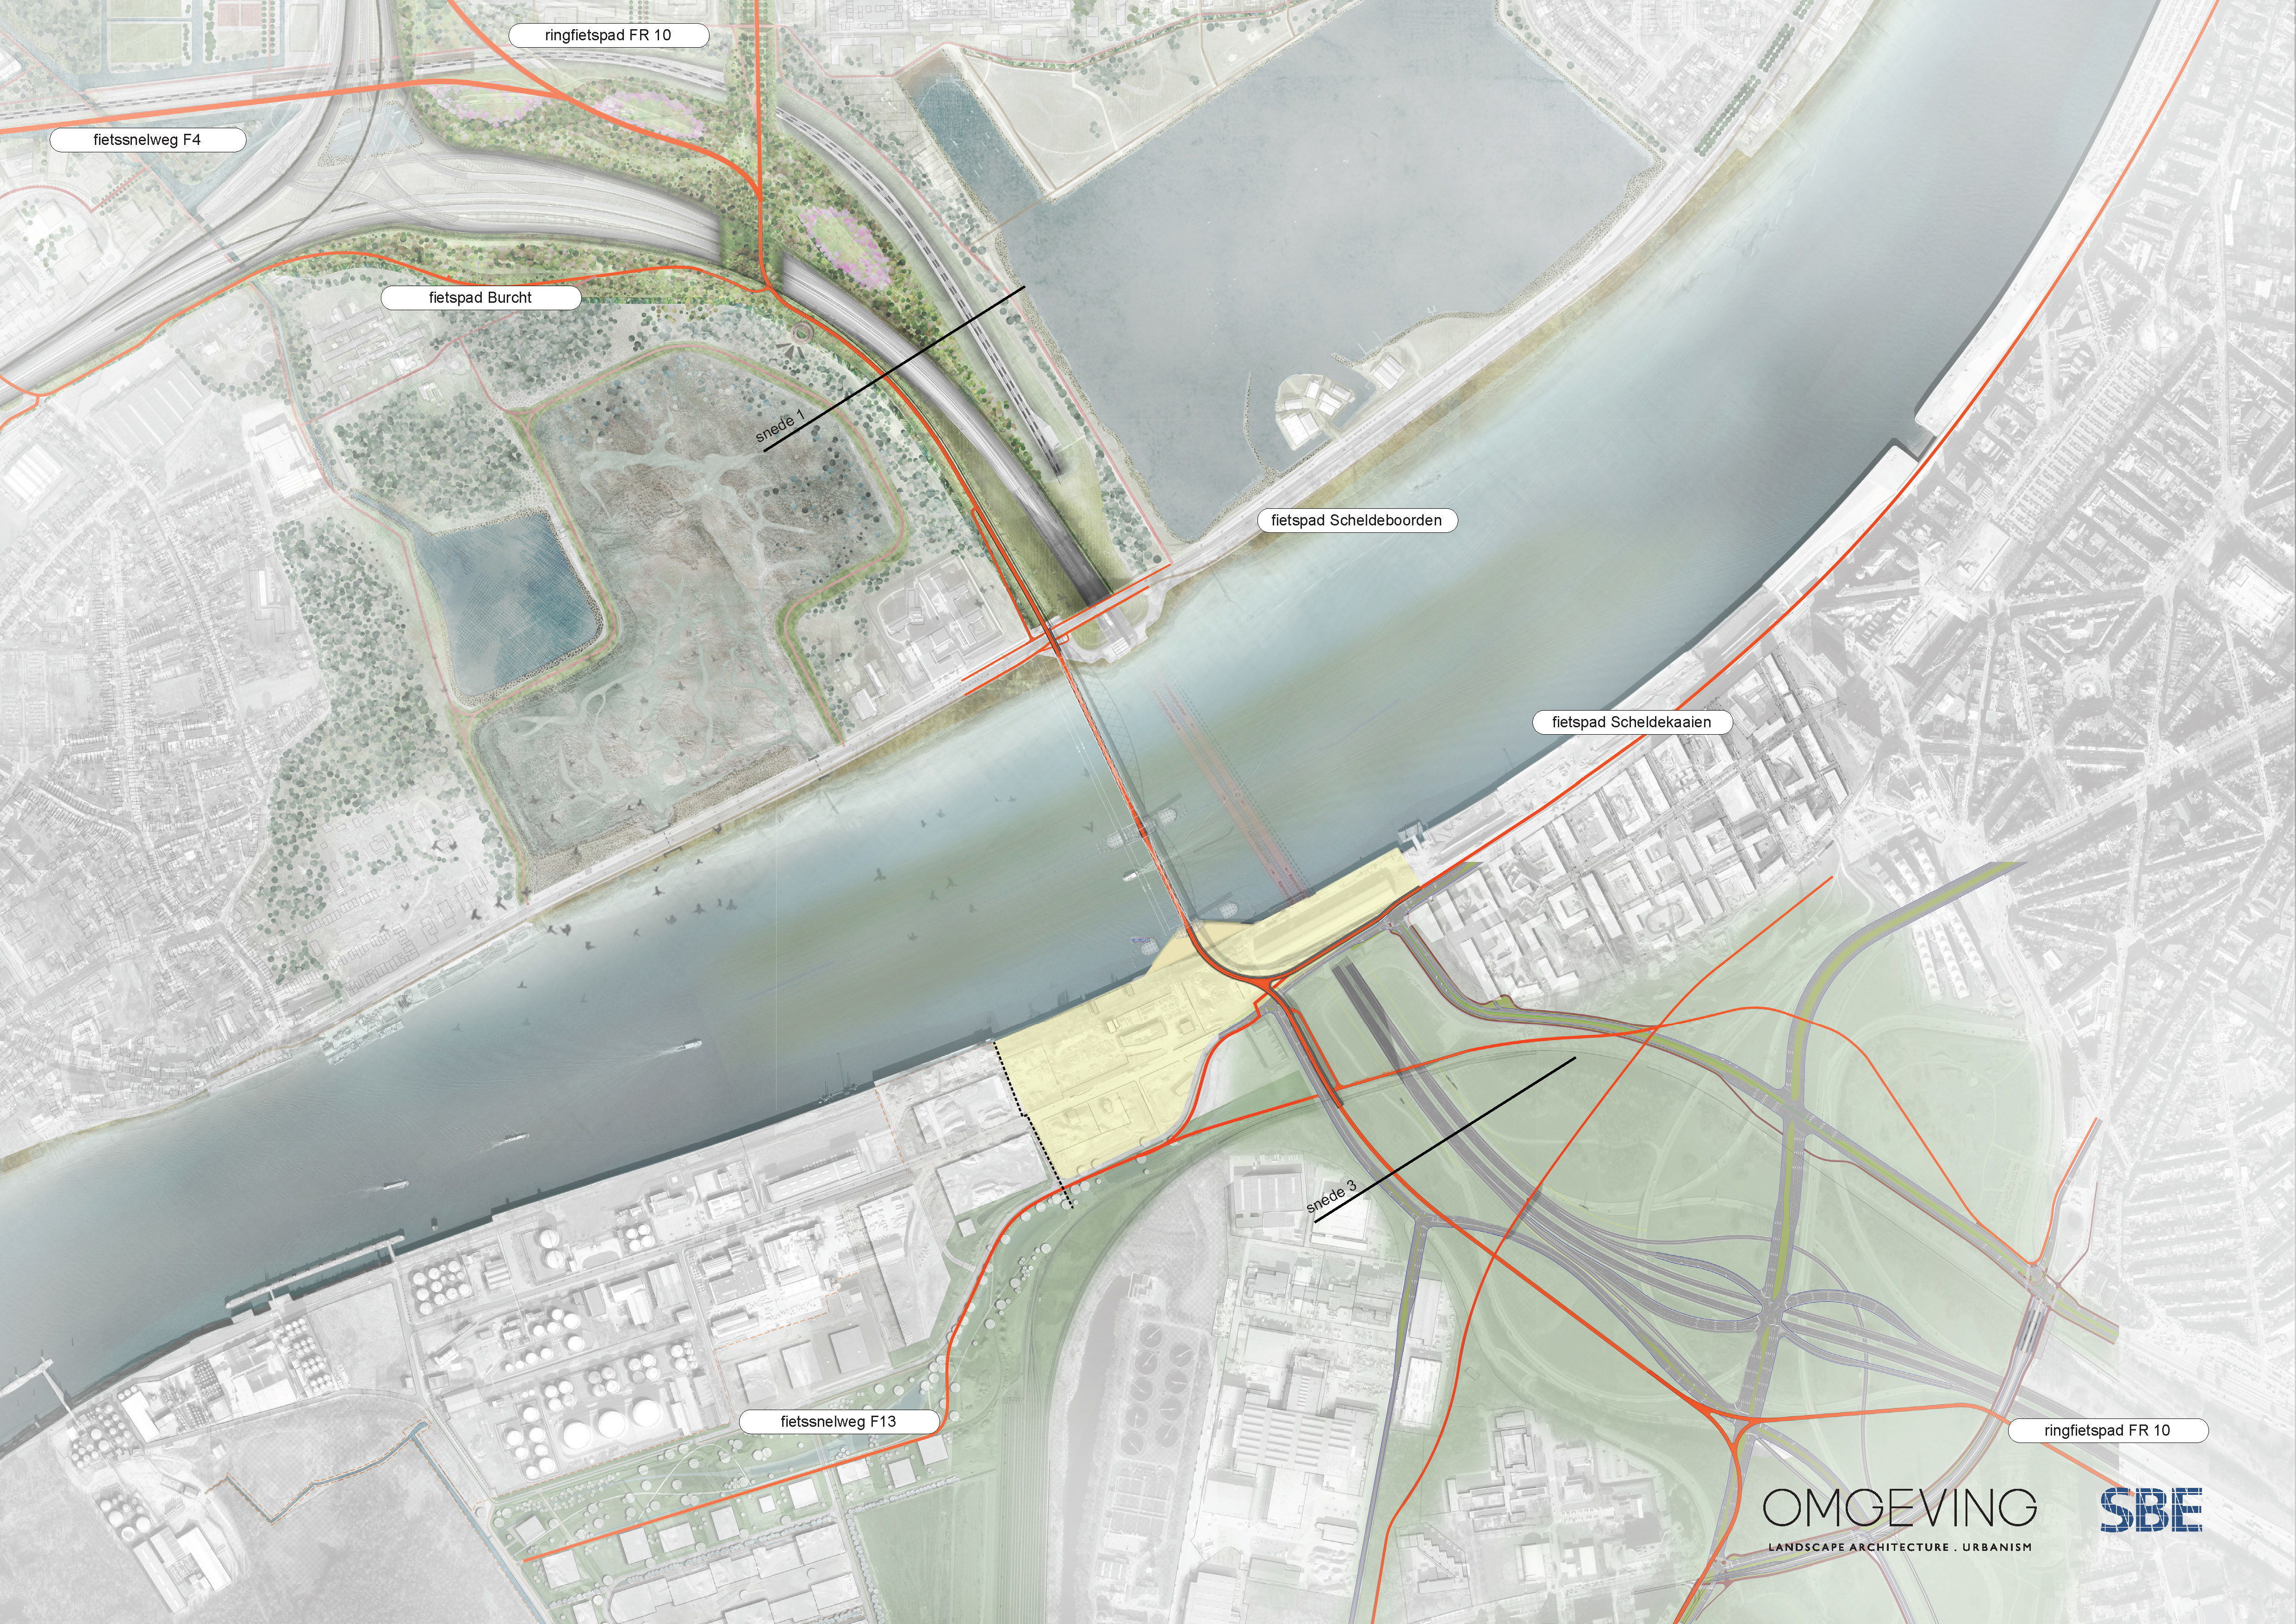 ringfietspad FR 10
fietssnelweg F4
fietspad Burcht
snede 1
fietspad Scheldeboorden
fietspad Scheldekaaien
snede 3
fietssnelweg F13
ringfietspad FR 10
OMGEVING
LANDSCAPE ARCHITECTURE . URBANISM
SBE